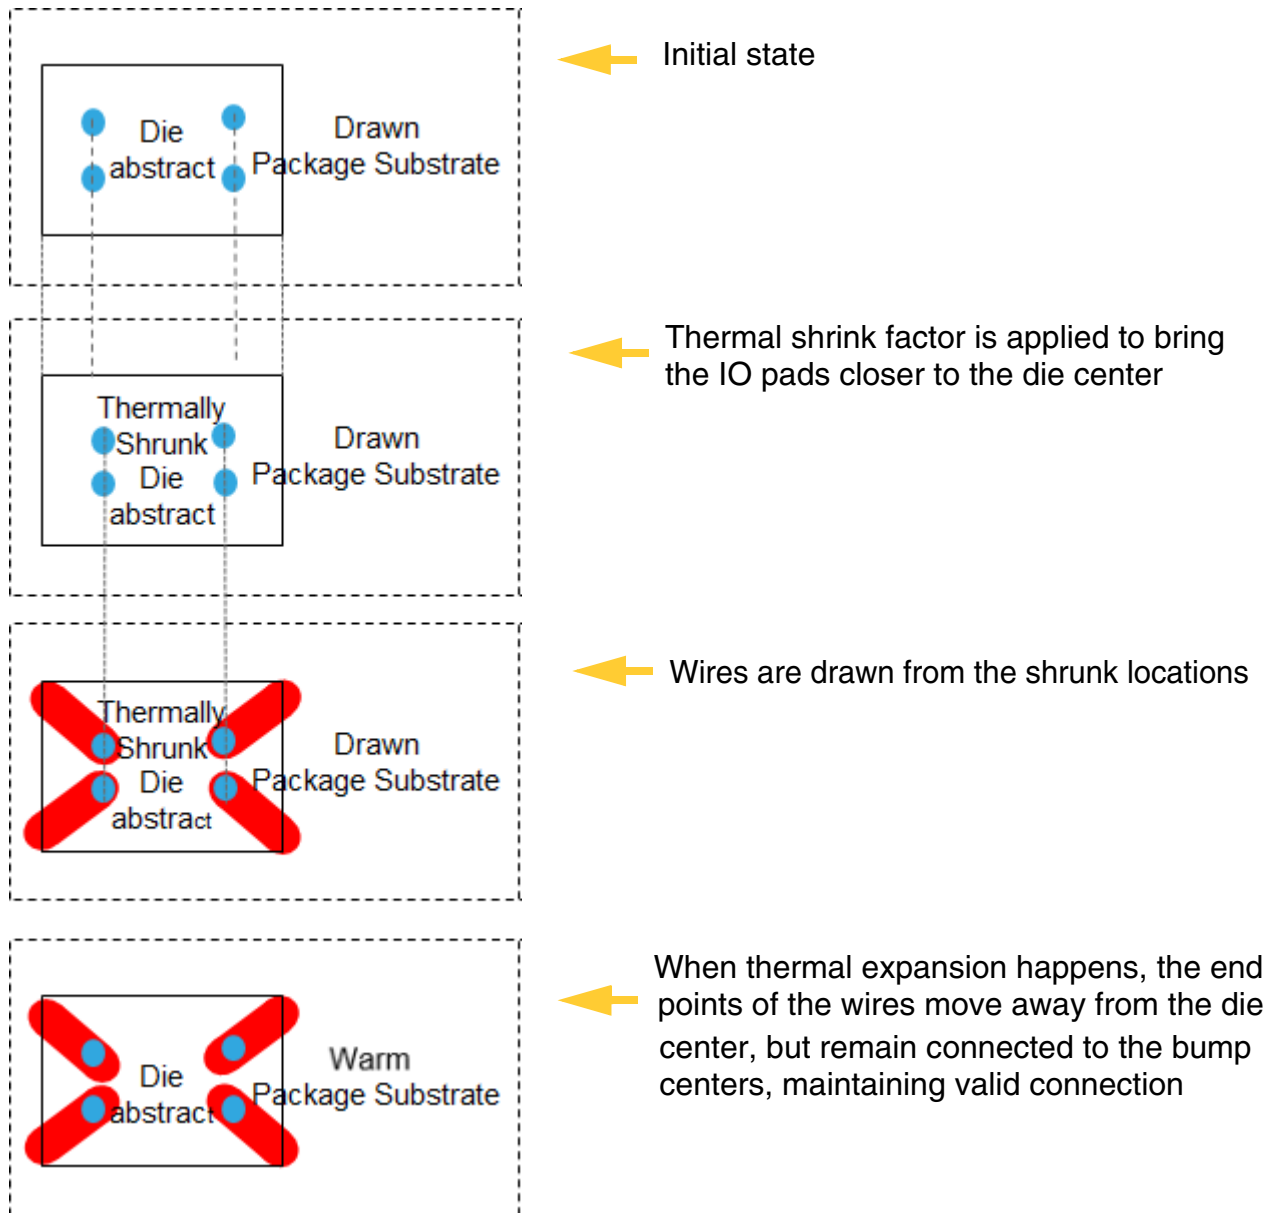 Initial state
Die
abstract
Drawn
Package Substrate
Thermal shrink factor is applied to bring
the IO pads closer to the die center
Thermally
Shrunk
Die
abstract
Drawn
Package Substrate
Wires are drawn from the shrunk locations
Thermally
Shrunk
Die
abstract
Drawn
Package Substrate
When thermal expansion happens, the end
points of the wires move away from the die
center, but remain connected to the bump
centers, maintaining valid connection
Die
abstract
Warm
Package Substrate